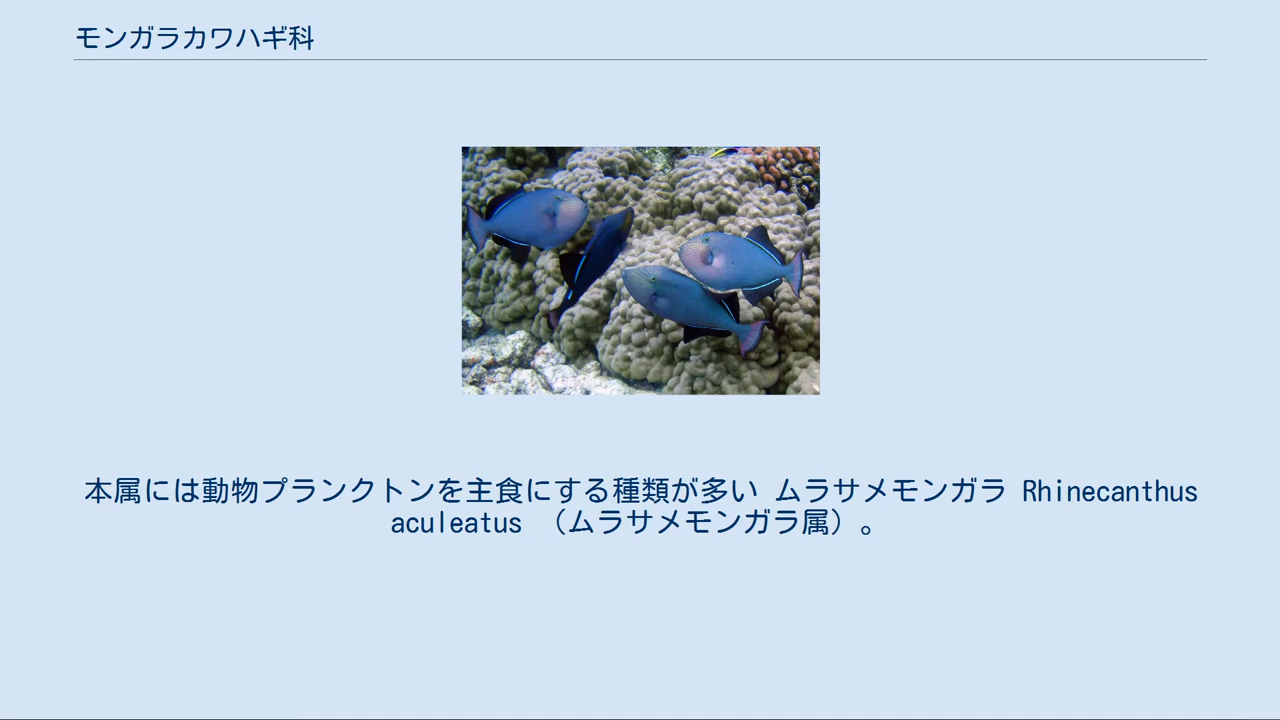 モンガラカワハギ科
本属には動物プランクトンを主食にする種類が多い ムラサメモンガラ Rhinecanthus
aculeatus （ムラサメモンガラ属）。